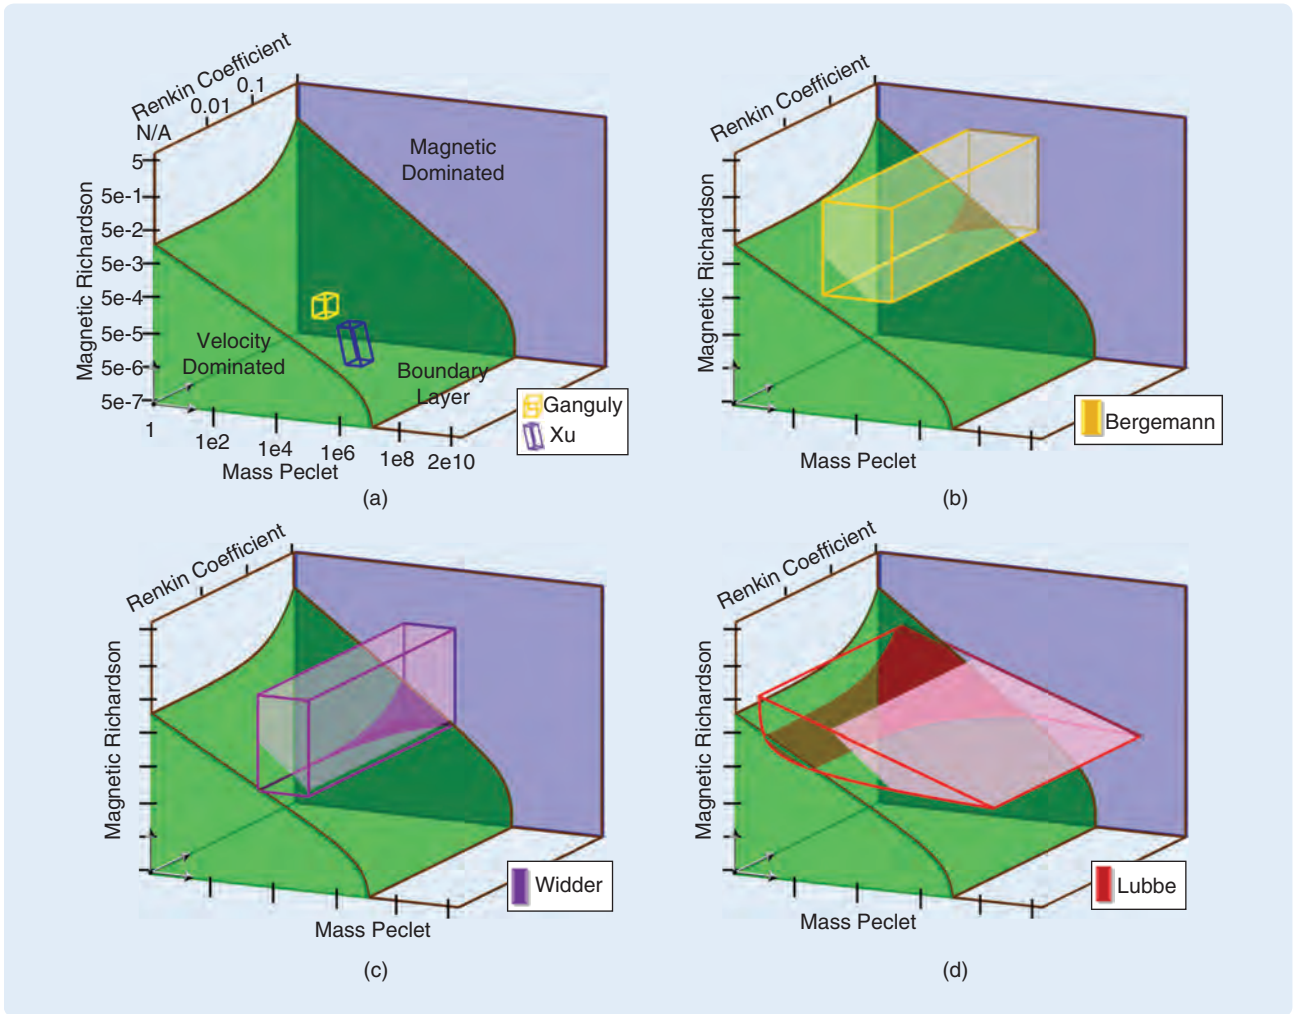 Renkin Coefficient
0.1
0.01
N/A
5
5e-1
5e-2
5e-3
5e-4
5e-5
5e-6
5e-7
Magnetic Richardson
Magnetic
Dominated
Velocity
Dominated
Boundary
Layer
1
1e2
1e4
1e6
1e8
2e10
Mass Peclet
Ganguly
Xu
(a)
Renkin Coefficient
Magnetic Richardson
Mass Peclet
Bergemann
(b)
Renkin Coefficient
Magnetic Richardson
Mass Peclet
Widder
(c)
Renkin Coefficient
Magnetic Richardson
Mass Peclet
Lubbe
(d)